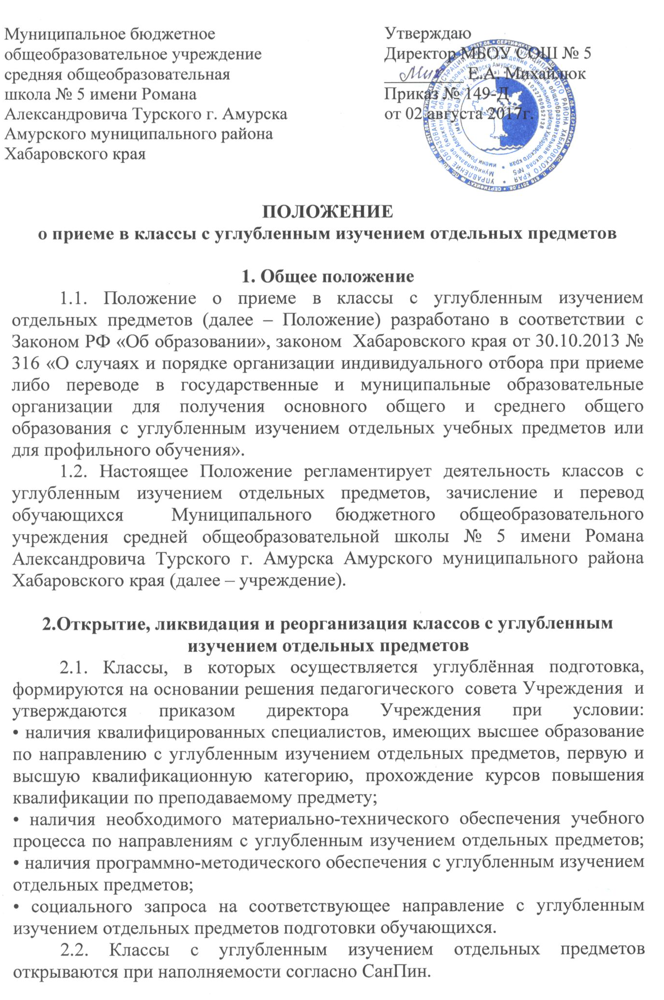 Муниципальное бюджетное
общеобразовательное учреждение
средняя общеобразовательная
школа № 5 имени Романа
Александровича Турского г. Амурска
Амурского муниципального района
Хабаровского края
Утверждаю
Директор МБОУ СОШ № 5
Е.А. Михайлюк
Приказ № 149-Д
от 02 августа 2017г.
ПОЛОЖЕНИЕ
о приеме в классы с углубленным изучением отдельных предметов
1. Общее положение
1.1. Положение о приеме в классы с углубленным изучением
отдельных предметов (далее – Положение) разработано в соответствии с
Законом РФ «Об образовании», законом Хабаровского края от 30.10.2013 №
316 «О случаях и порядке организации индивидуального отбора при приеме
либо переводе в государственные и муниципальные образовательные
организации для получения основного общего и среднего общего
образования с углубленным изучением отдельных учебных предметов или
для профильного обучения».
1.2. Настоящее Положение регламентирует деятельность классов с
углубленным изучением отдельных предметов, зачисление и перевод
обучающихся Муниципального бюджетного общеобразовательного
учреждения средней общеобразовательной школы № 5 имени Романа
Александровича Турского г. Амурска Амурского муниципального района
Хабаровского края (далее – учреждение).
2.Открытие, ликвидация и реорганизация классов с углубленным
изучением отдельных предметов
2.1. Классы, в которых осуществляется углублённая подготовка,
формируются на основании решения педагогического совета Учреждения и
утверждаются приказом директора Учреждения при условии:
• наличия квалифицированных специалистов, имеющих высшее образование
по направлению с углубленным изучением отдельных предметов, первую и
высшую квалификационную категорию, прохождение курсов повышения
квалификации по преподаваемому предмету;
• наличия необходимого материально-технического обеспечения учебного
процесса по направлениям с углубленным изучением отдельных предметов;
• наличия программно-методического обеспечения с углубленным изучением
отдельных предметов;
• социального запроса на соответствующее направление с углубленным
изучением отдельных предметов подготовки обучающихся.
2.2. Классы с углубленным изучением отдельных предметов
открываются при наполняемости согласно СанПин.